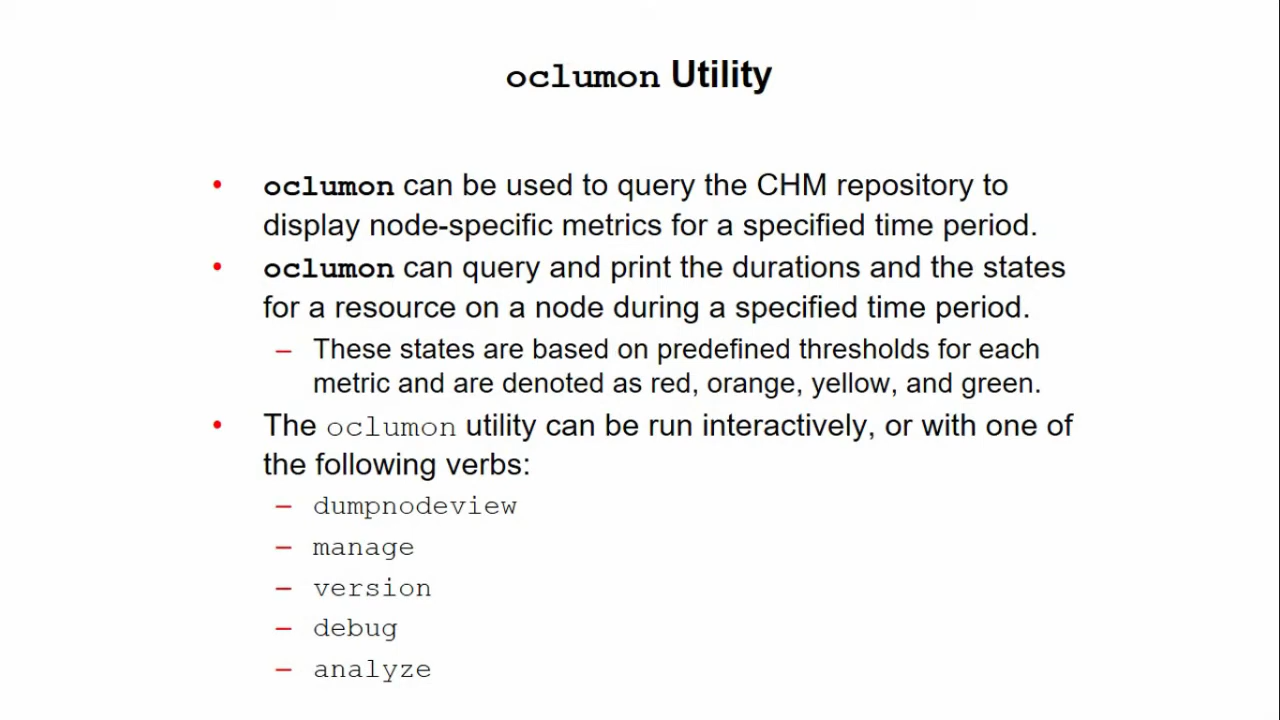 oclumon Utility
• oclumon can be used to query the CHM repository to
display node-specific metrics for a specified time period.
• oclumon can query and print the durations and the states
for a resource on a node during a specified time period.
– These states are based on predefined thresholds for each
metric and are denoted as red, orange, yellow, and green.
• The oclumon utility can be run interactively, or with one of
the following verbs:
– dumpnodeview
– manage
– version
– debug
– analyze